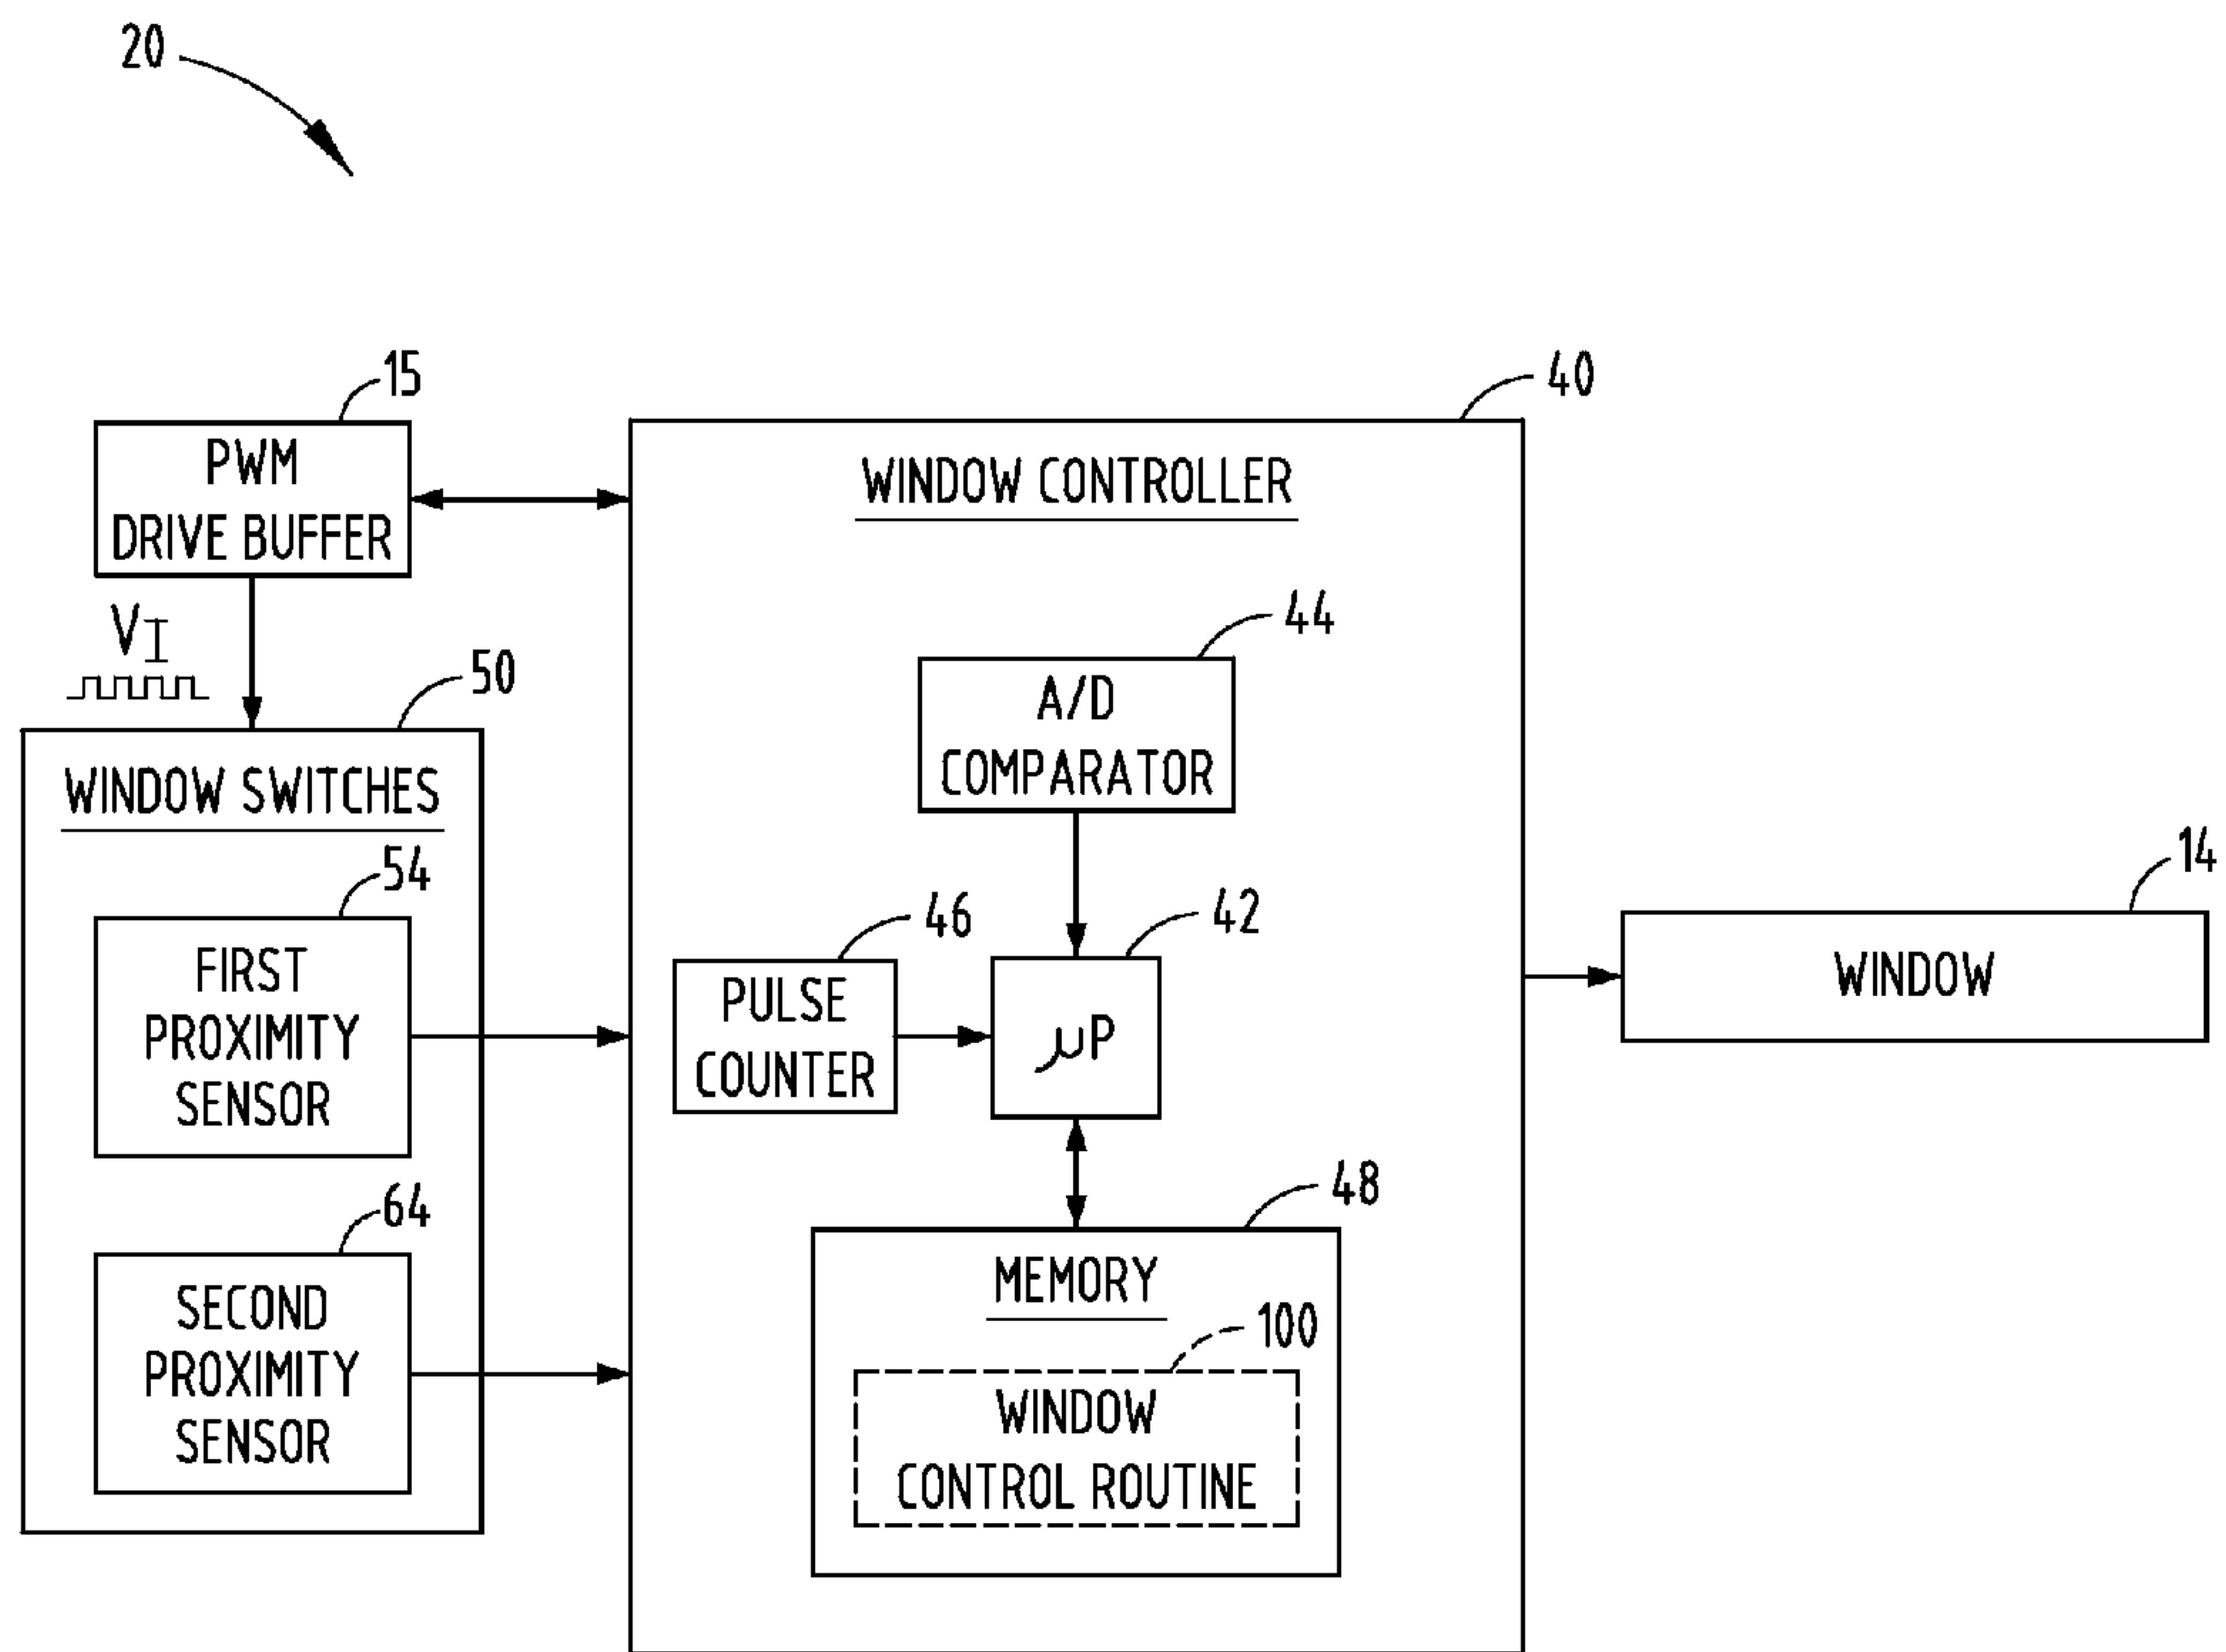 20
15
PWM
DRIVE BUFFER
VI
50
WINDOW SWITCHES
54
FIRST
PROXIMITY
SENSOR
64
SECOND
PROXIMITY
SENSOR
40
WINDOW CONTROLLER
44
A/D
COMPARATOR
46
PULSE
COUNTER
42
µP
48
MEMORY
100
WINDOW
CONTROL ROUTINE
14
WINDOW